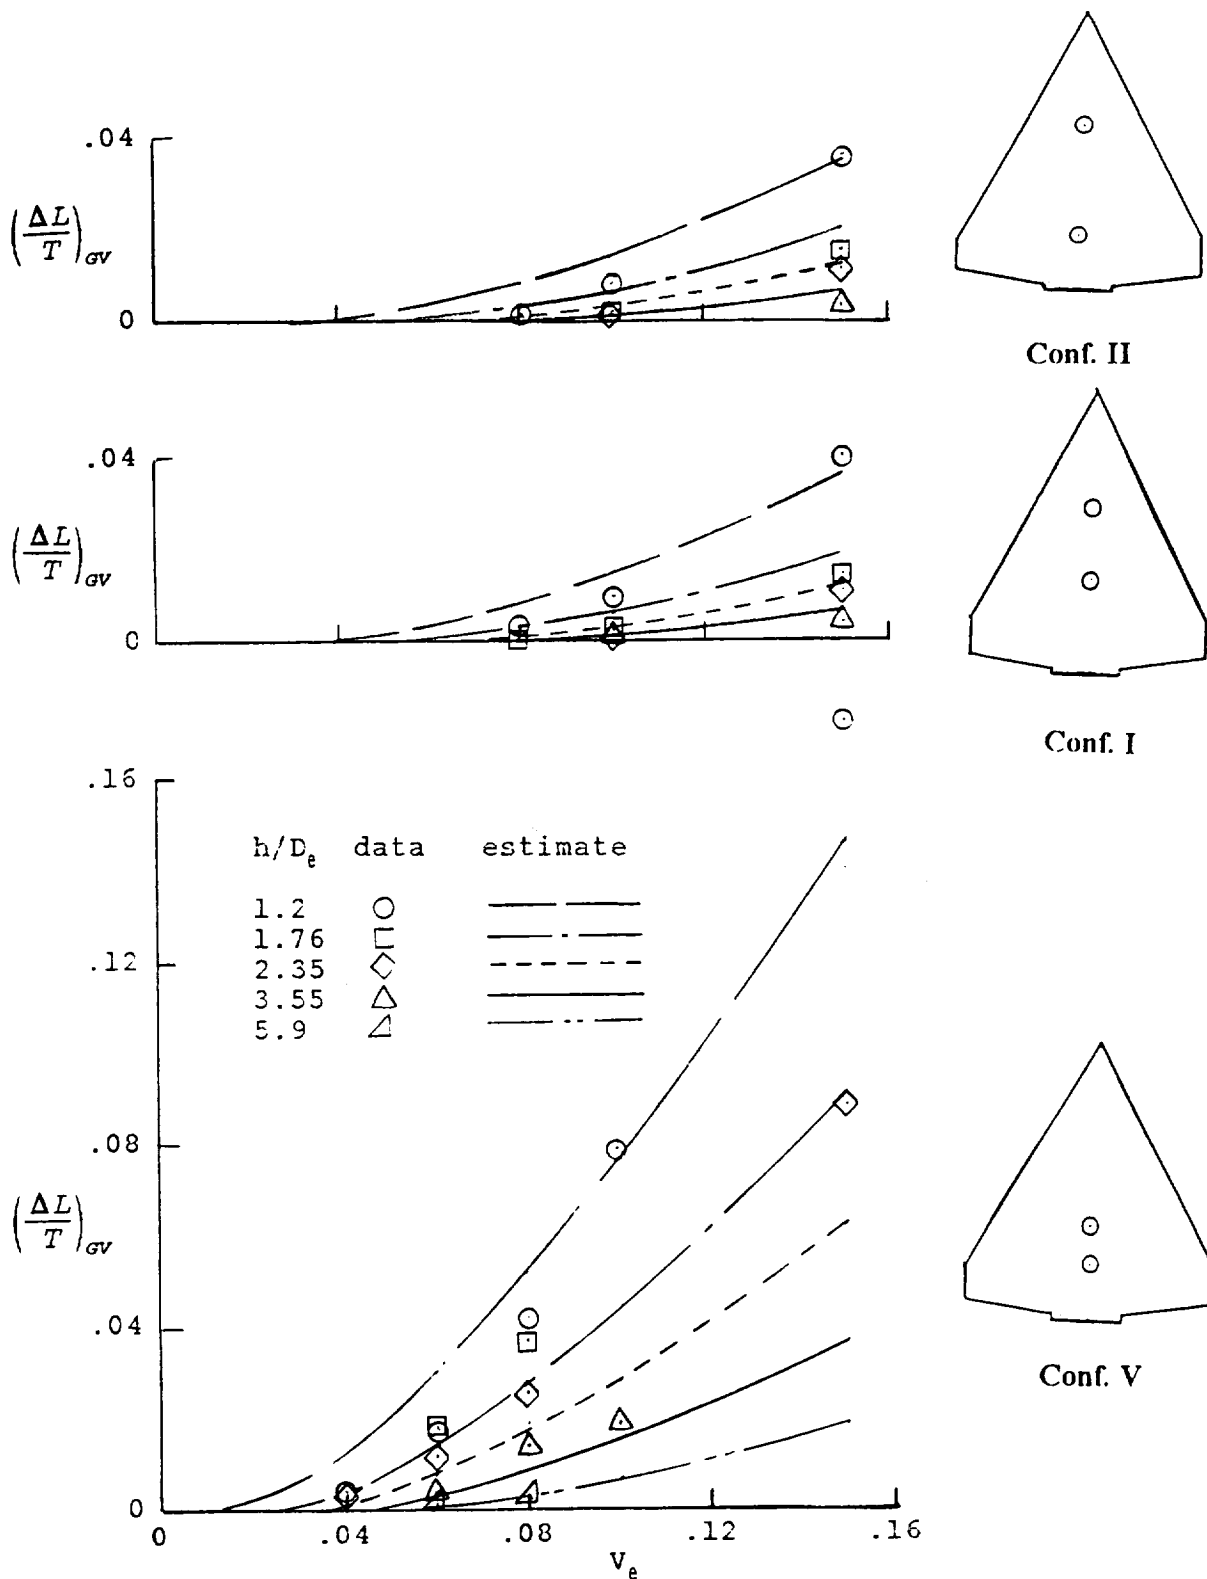 .04
(ΔL/T)GV
0
Conf. II
.04
(ΔL/T)GV
0
Conf. I
.16
h/De data estimate
1.2
1.76
2.35
3.55
5.9
.12
.08
(ΔL/T)GV
.04
0
Conf. V
0 .04 .08 .12 .16
Ve